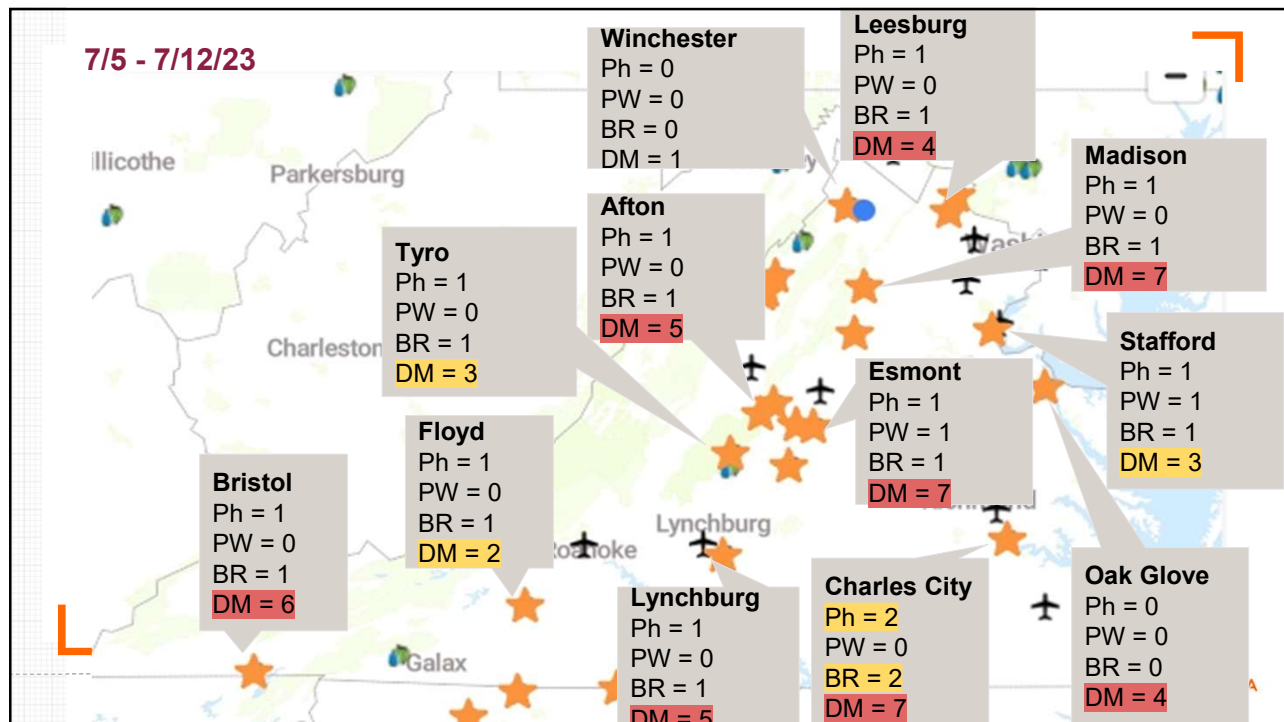 7/5 - 7/12/23
Winchester
Ph = 0
PW = 0
BR = 0
DM = 1
Leesburg
Ph = 1
PW = 0
BR = 1
DM = 4
Madison
Ph = 1
PW = 0
BR = 1
DM = 7
Afton
Ph = 1
PW = 0
BR = 1
DM = 5
Tyro
Ph = 1
PW = 0
BR = 1
DM = 3
Stafford
Ph = 1
PW = 1
BR = 1
DM = 3
Esmont
Ph = 1
PW = 1
BR = 1
DM = 7
Floyd
Ph = 1
PW = 0
BR = 1
DM = 2
Bristol
Ph = 1
PW = 0
BR = 1
DM = 6
Lynchburg
Ph = 1
PW = 0
BR = 1
DM = 5
Charles City
Ph = 2
PW = 0
BR = 2
DM = 7
Oak Glove
Ph = 0
PW = 0
BR = 0
DM = 4
illicothe
Parkersburg
Charleston
Washi
Lynchburg
Roanoke
Galax
A